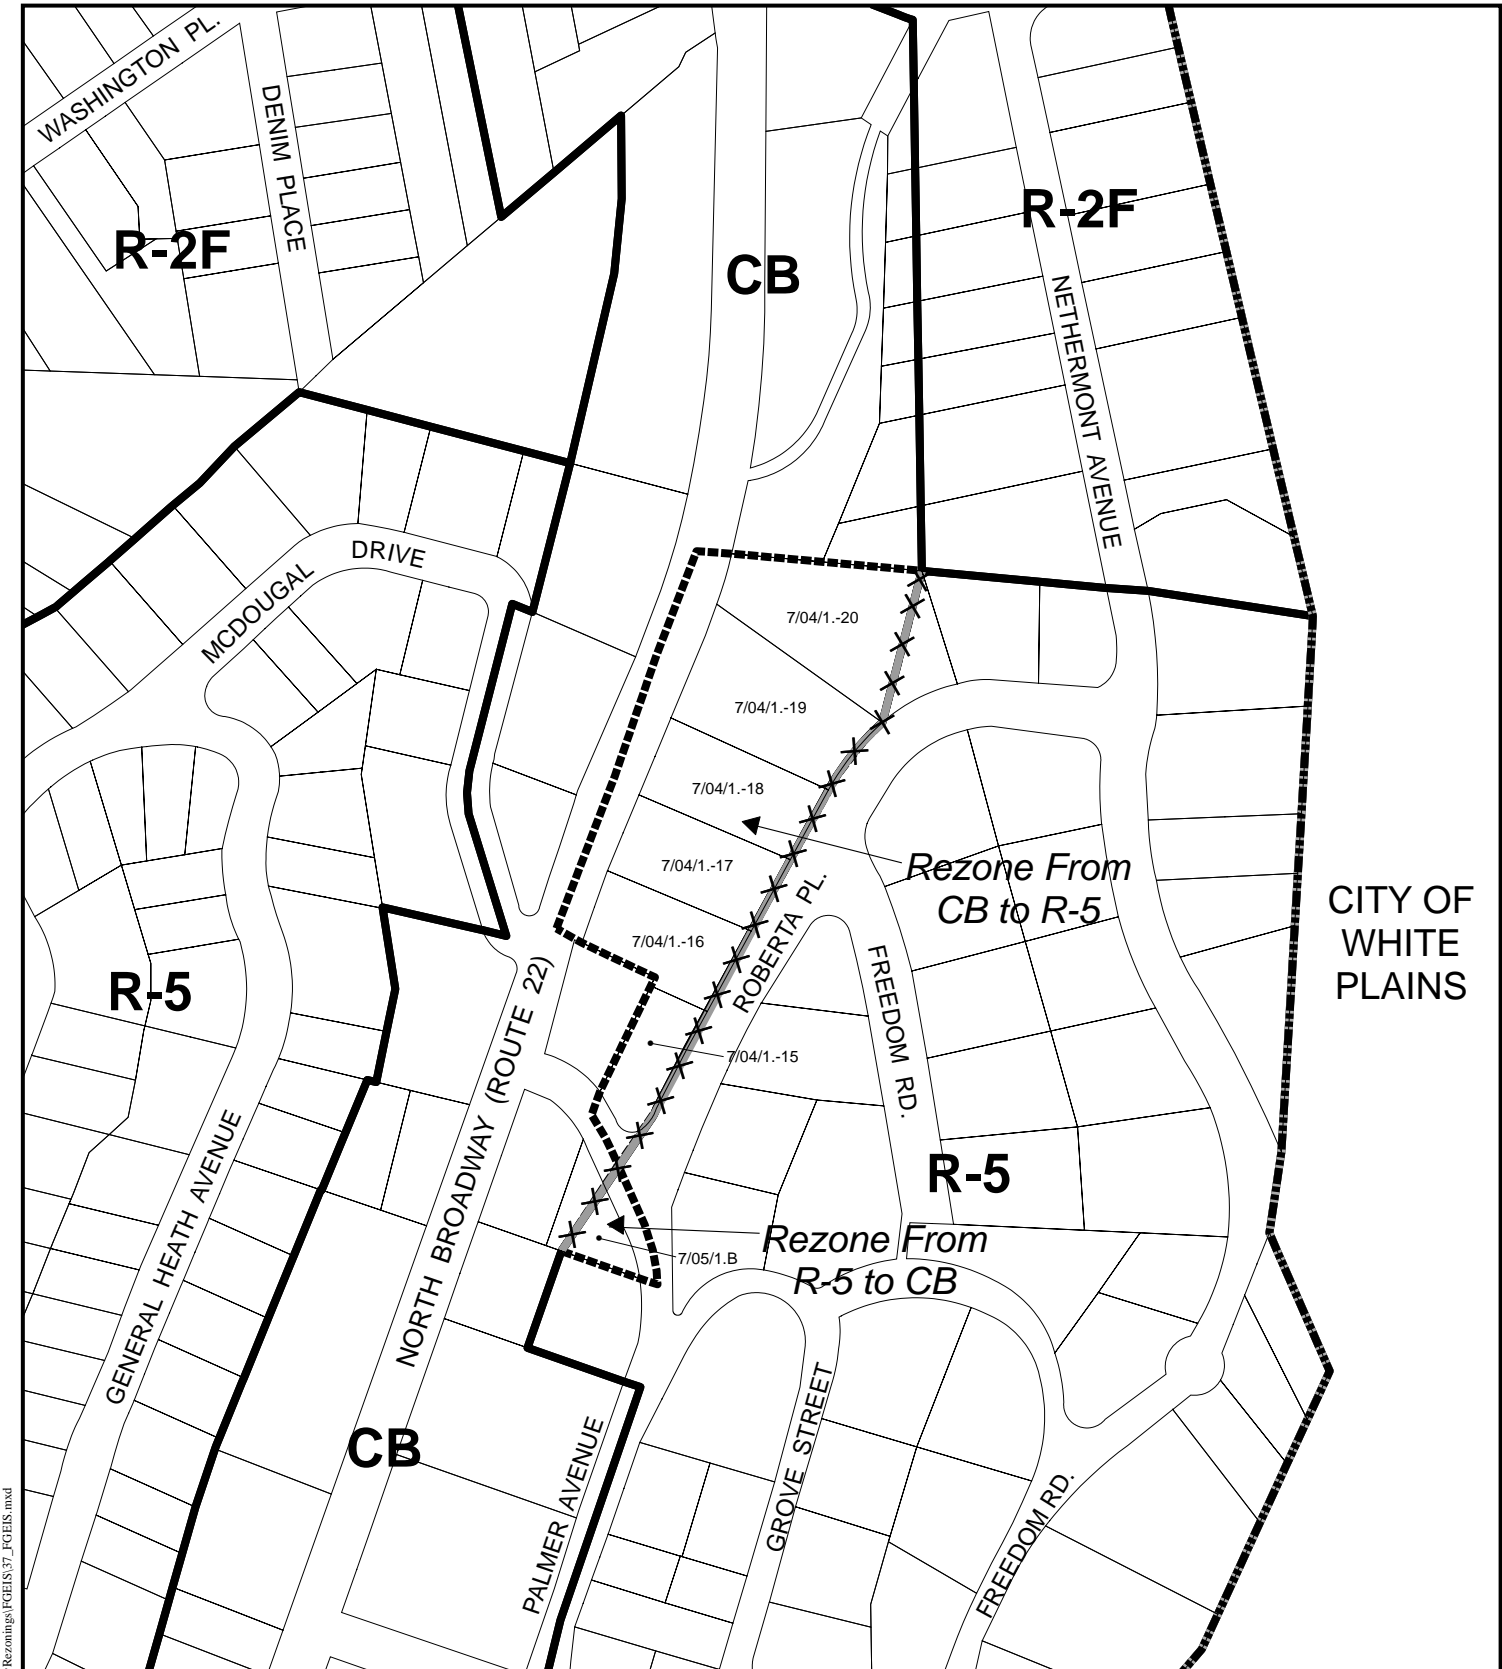 WASHINGTON PL.
DENIM PLACE
R-2F
CB
R-2F
NETHERMONT AVENUE
DRIVE
MCDOUGAL
7/04/1.-20
7/04/1.-19
7/04/1.-18
7/04/1.-17
7/04/1.-16
7/04/1.-15
7/05/1.B
Rezone From
CB to R-5
ROBERTA PL.
FREEDOM RD.
CITY OF
WHITE
PLAINS
R-5
NORTH BROADWAY (ROUTE 22)
GENERAL HEATH AVENUE
R-5
Rezone From
R-5 to CB
CB
PALMER AVENUE
GROVE STREET
FREEDOM RD.
Rezonings\FGEIS\37_FGEIS.mxd